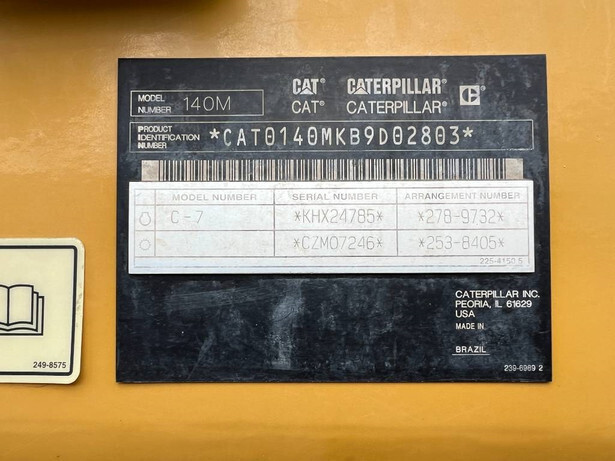 CAT® CATERPILLAR®
MODEL NUMBER 140M
CAT® CATERPILLAR®
PRODUCT IDENTIFICATION NUMBER *CAT0140MKB9D02803*
MODEL NUMBER SERIAL NUMBER ARRANGEMENT NUMBER
C-7 *KHX24785* *278-9732*
*CZM07246* *253-8405*
225-4150 5
CATERPILLAR INC.
PEORIA, IL 61629
USA
MADE IN
BRAZIL
239-6969 2
249-8575